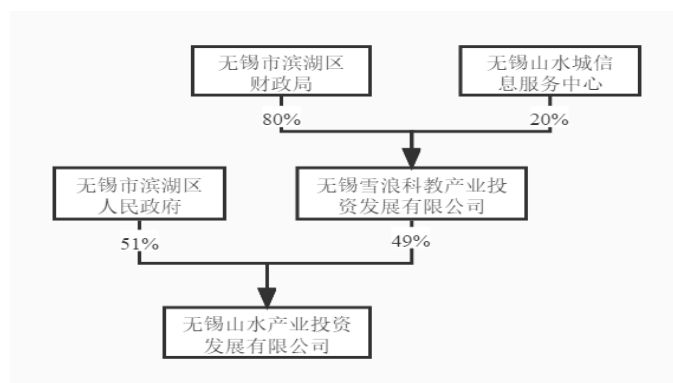 无锡市滨湖区
财政局
无锡山水城信
息服务中心
80%
20%
无锡市滨湖区
人民政府
无锡雪浪科教产业投
资发展有限公司
51%
49%
无锡山水产业投资
发展有限公司